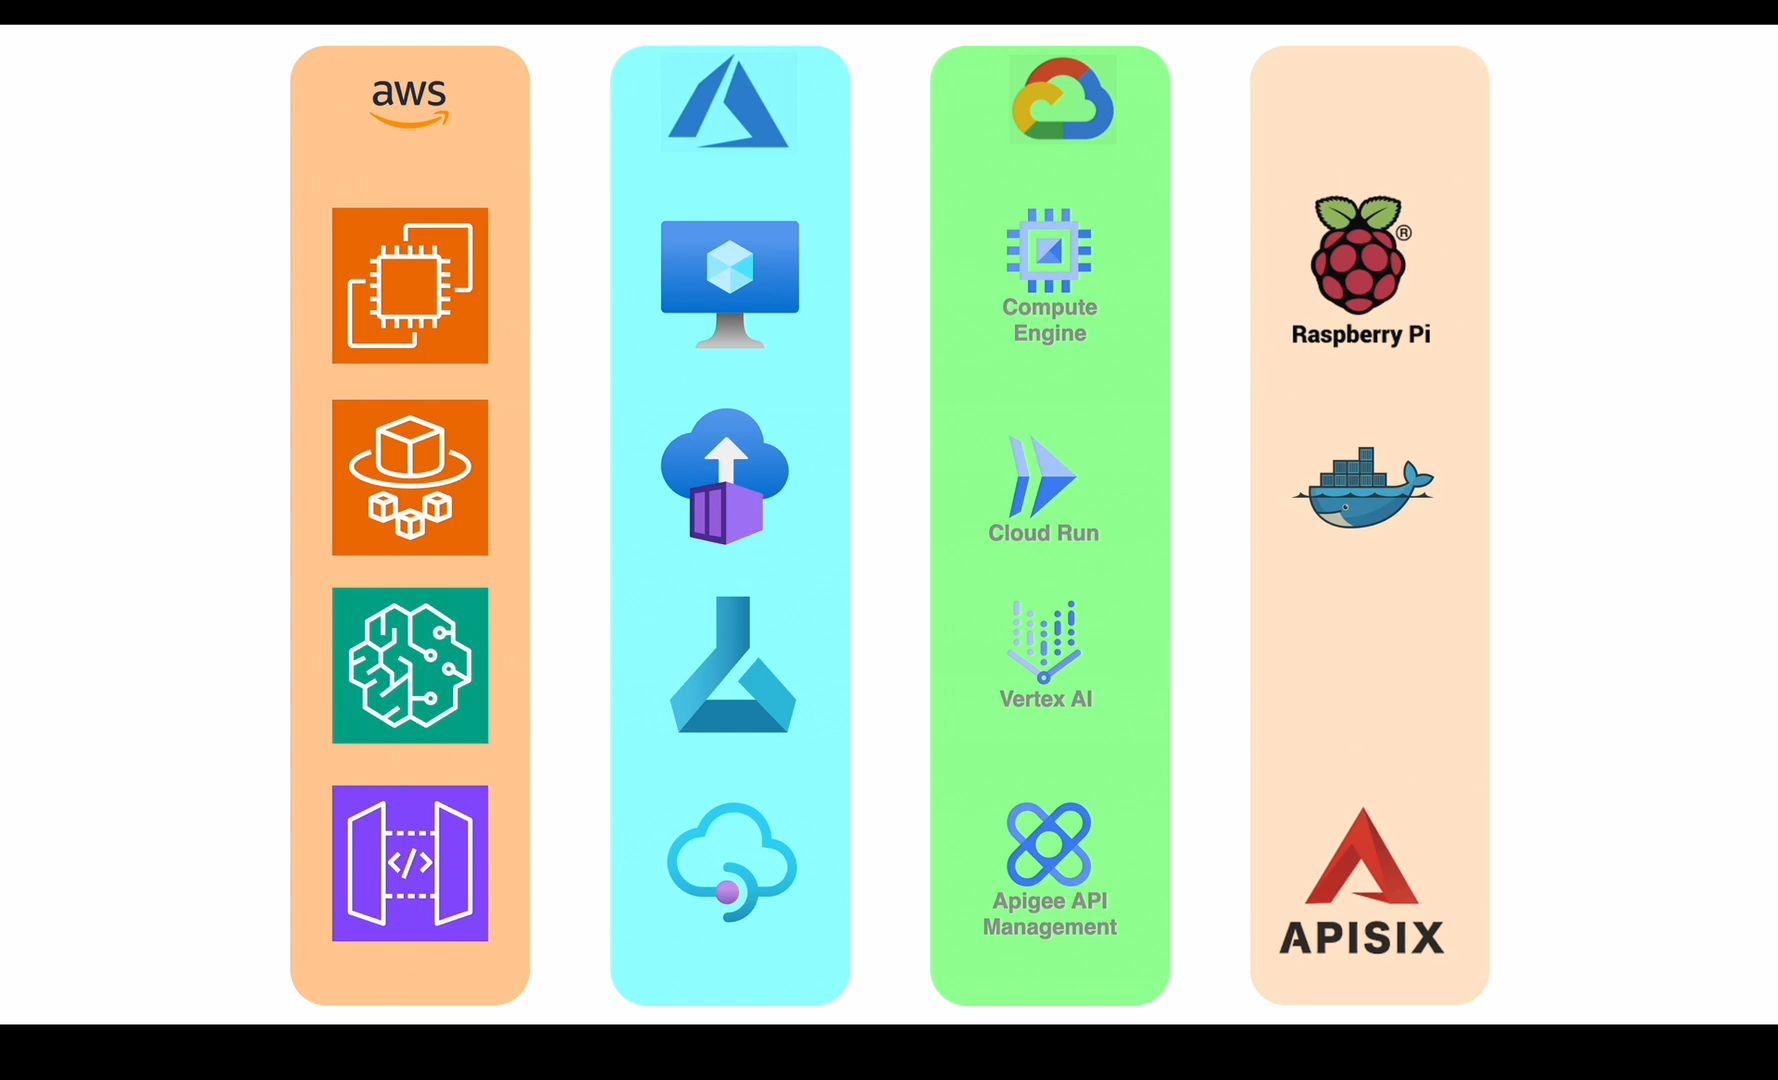 aws
Compute
Engine
®
Raspberry Pi
Cloud Run
Vertex AI
</>
Apigee API
Management
APISIX